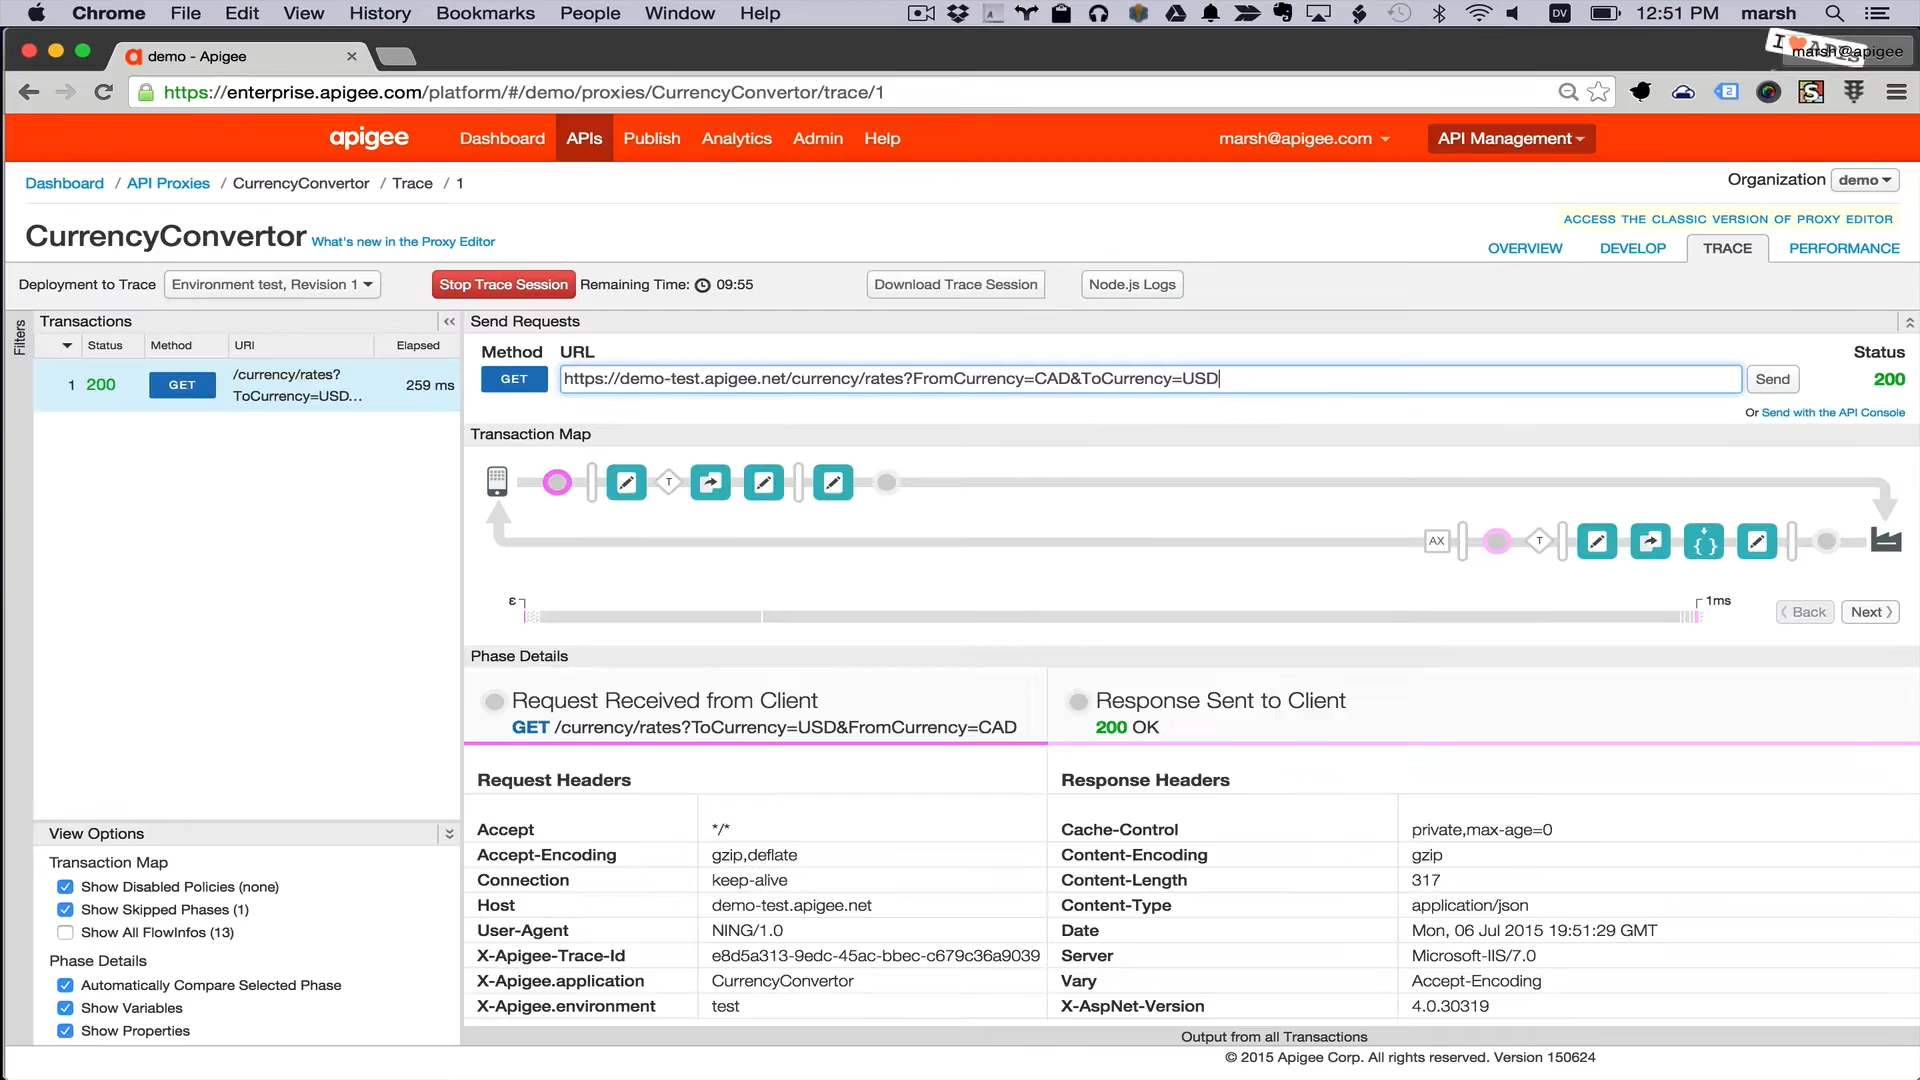 Chrome File Edit View History Bookmarks People Window Help DV 12:51 PM marsh
demo - Apigee
marsh@apigee
https://enterprise.apigee.com/platform/#/demo/proxies/CurrencyConvertor/trace/1
2
apigee Dashboard APIs Publish Analytics Admin Help marsh@apigee.com API Management
Dashboard / API Proxies / CurrencyConvertor / Trace / 1
Organization demo
ACCESS THE CLASSIC VERSION OF PROXY EDITOR
CurrencyConvertor What's new in the Proxy Editor
OVERVIEW DEVELOP TRACE PERFORMANCE
Deployment to Trace Environment test, Revision 1 Stop Trace Session Remaining Time: 09:55 Download Trace Session Node.js Logs
Filters
Transactions
Status Method URI Elapsed
1 200 GET /currency/rates? ToCurrency=USD... 259 ms
Send Requests
Method URL Status
GET https://demo-test.apigee.net/currency/rates?FromCurrency=CAD&ToCurrency=USD Send 200
Or Send with the API Console
Transaction Map
T
AX T { }
ε 1ms Back Next
Phase Details
Request Received from Client
GET /currency/rates?ToCurrency=USD&FromCurrency=CAD
Response Sent to Client
200 OK
Request Headers
Accept */*
Accept-Encoding gzip,deflate
Connection keep-alive
Host demo-test.apigee.net
User-Agent NING/1.0
X-Apigee-Trace-Id e8d5a313-9edc-45ac-bbec-c679c36a9039
X-Apigee.application CurrencyConvertor
X-Apigee.environment test
Response Headers
Cache-Control private,max-age=0
Content-Encoding gzip
Content-Length 317
Content-Type application/json
Date Mon, 06 Jul 2015 19:51:29 GMT
Server Microsoft-IIS/7.0
Vary Accept-Encoding
X-AspNet-Version 4.0.30319
View Options
Transaction Map
Show Disabled Policies (none)
Show Skipped Phases (1)
Show All FlowInfos (13)
Phase Details
Automatically Compare Selected Phase
Show Variables
Show Properties
Output from all Transactions
© 2015 Apigee Corp. All rights reserved. Version 150624